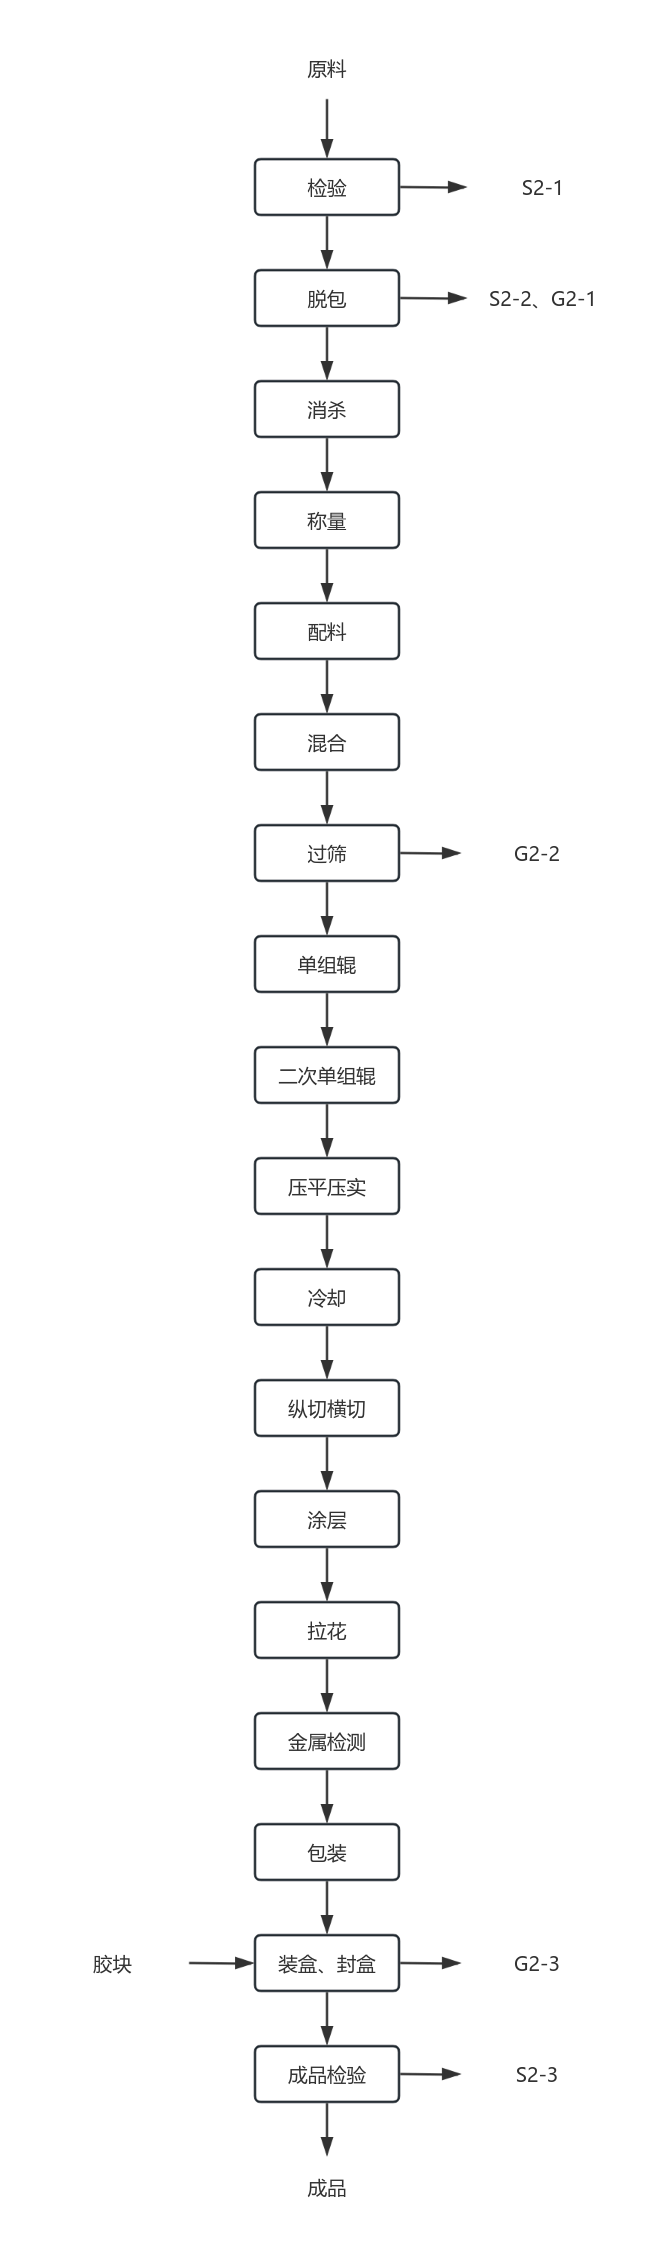 原料
检验
S2-1
脱包
S2-2、G2-1
消杀
称量
配料
混合
过筛
G2-2
单组辊
二次单组辊
压平压实
冷却
纵切横切
涂层
拉花
金属检测
包装
胶块
装盒、封盒
G2-3
成品检验
S2-3
成品